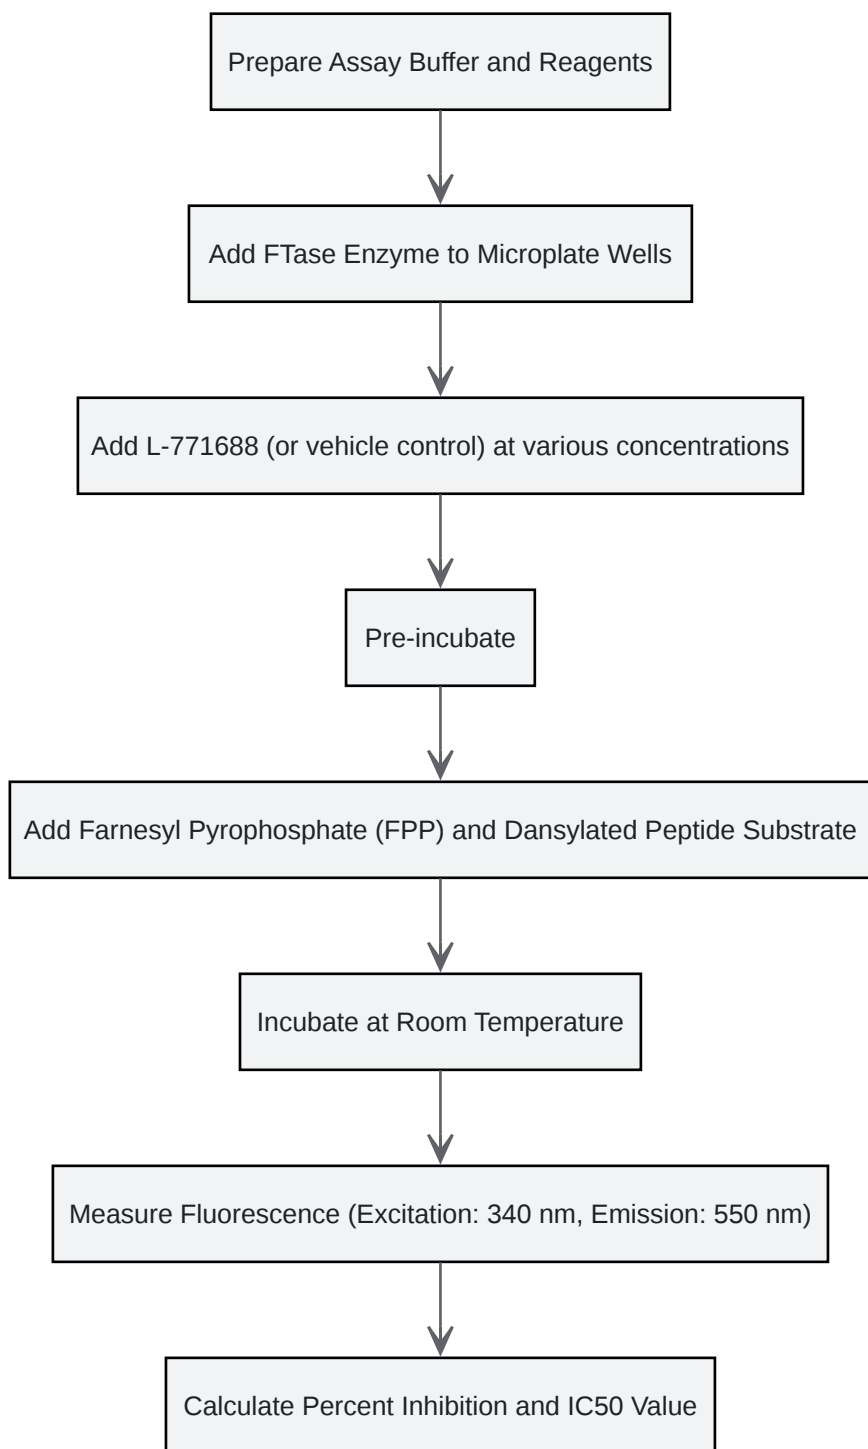 Prepare Assay Buffer and Reagents
Add FTase Enzyme to Microplate Wells
Add L-771688 (or vehicle control) at various concentrations
Pre-incubate
Add Farnesyl Pyrophosphate (FPP) and Dansylated Peptide Substrate
Incubate at Room Temperature
Measure Fluorescence (Excitation: 340 nm, Emission: 550 nm)
Calculate Percent Inhibition and IC50 Value